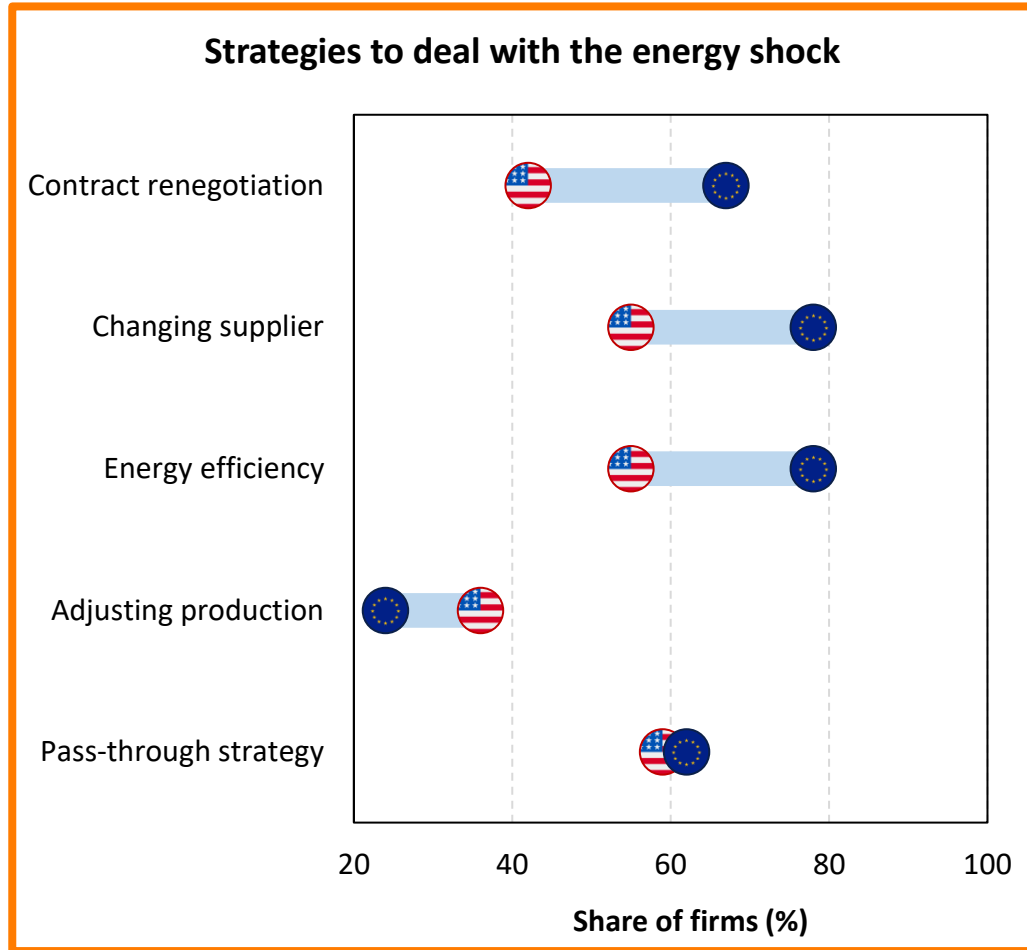 Strategies to deal with the energy shock
Contract renegotiation
Changing supplier
Energy efficiency
Adjusting production
Pass-through strategy
20 40 60 80 100
Share of firms (%)